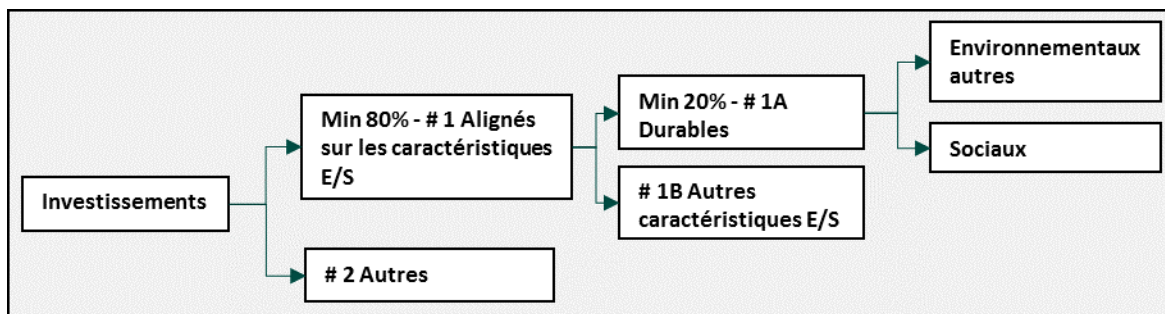 Investissements
Min 80% - # 1 Alignés
sur les caractéristiques
E/S
# 2 Autres
Min 20% - # 1A
Durables
# 1B Autres
caractéristiques E/S
Environnementaux
autres
Sociaux